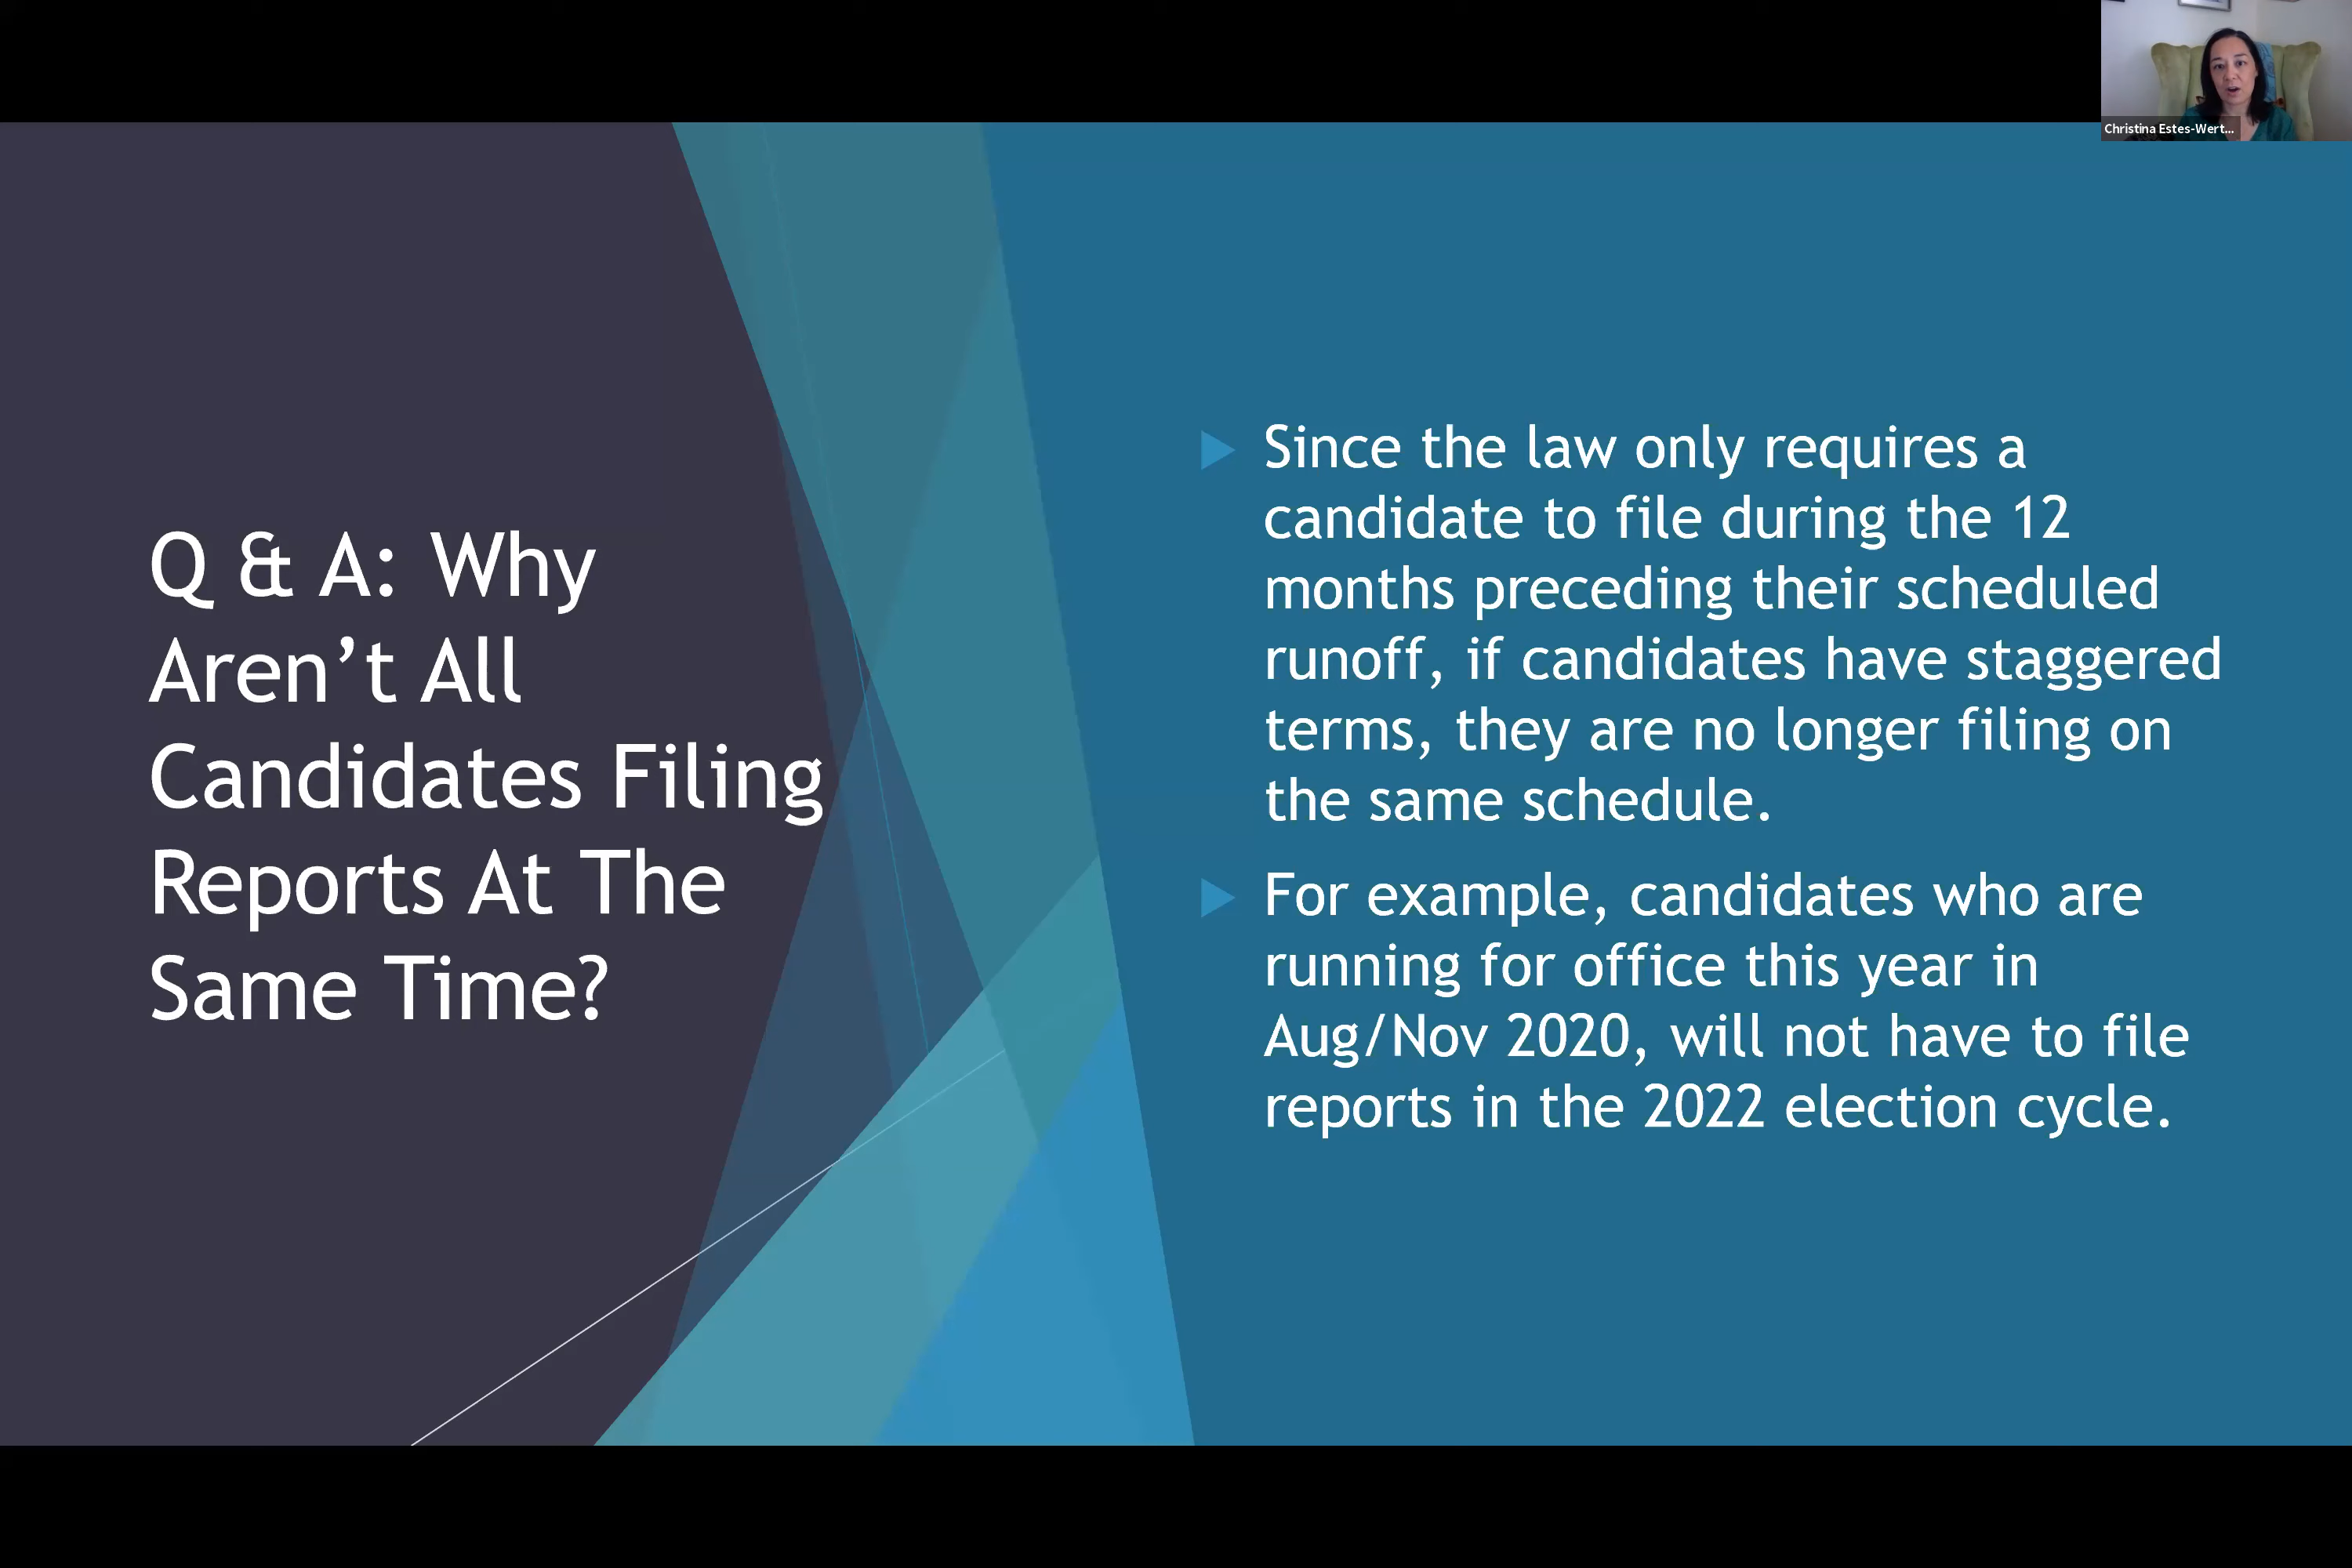 Christina Estes-Wert...
Q & A: Why
Aren’t All
Candidates Filing
Reports At The
Same Time?
Since the law only requires a
candidate to file during the 12
months preceding their scheduled
runoff, if candidates have staggered
terms, they are no longer filing on
the same schedule.
For example, candidates who are
running for office this year in
Aug/Nov 2020, will not have to file
reports in the 2022 election cycle.